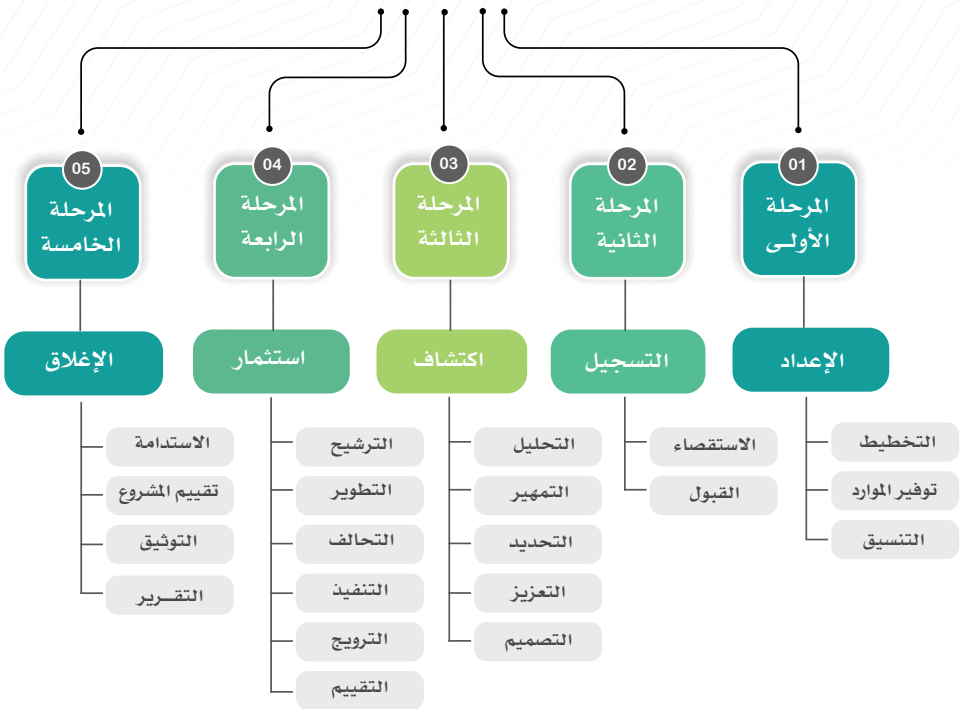 01
المرحلة
الأولــى
الإعداد
التخطيط
توفير الموارد
التنسيق
02
المرحلة
الثانية
التسجيل
الاستقصاء
القبول
03
المرحلة
الثالثة
اكتشاف
التحليل
التمهير
التحديد
التعزيز
التصميم
04
المرحلة
الرابعة
استثمار
الترشيح
التطوير
التحالف
التنفيذ
الترويج
التقييم
05
المرحلة
الخامسة
الإغلاق
الاستدامة
تقييم المشروع
التوثيق
التقــرير